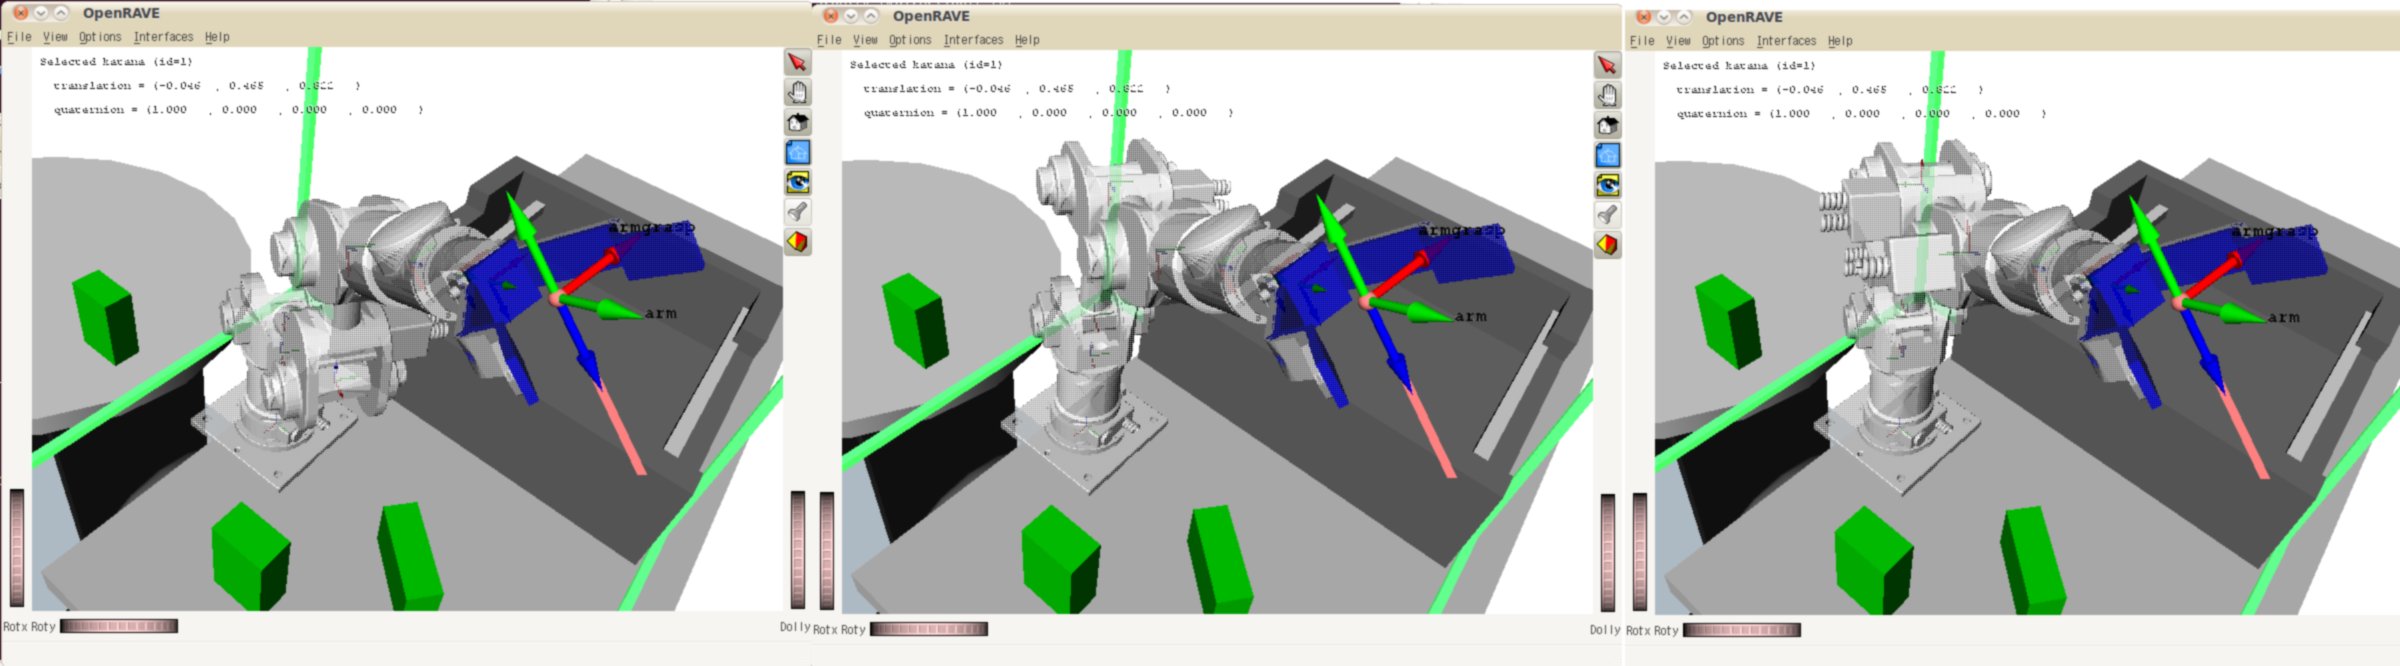 OpenRAVE
File View Options Interfaces Help
Selected katana (id=1)
translation = (-0.046 , 0.465 , 0.822 )
quaternion = (1.000 , 0.000 , 0.000 , 0.000 )
armgrasp
arm
Rotx Roty Dolly
OpenRAVE
File View Options Interfaces Help
Selected katana (id=1)
translation = (-0.046 , 0.465 , 0.822 )
quaternion = (1.000 , 0.000 , 0.000 , 0.000 )
armgrasp
arm
Rotx Roty Dolly
OpenRAVE
File View Options Interfaces Help
Selected katana (id=1)
translation = (-0.046 , 0.465 , 0.822 )
quaternion = (1.000 , 0.000 , 0.000 , 0.000 )
armgrasp
arm
Rotx Roty